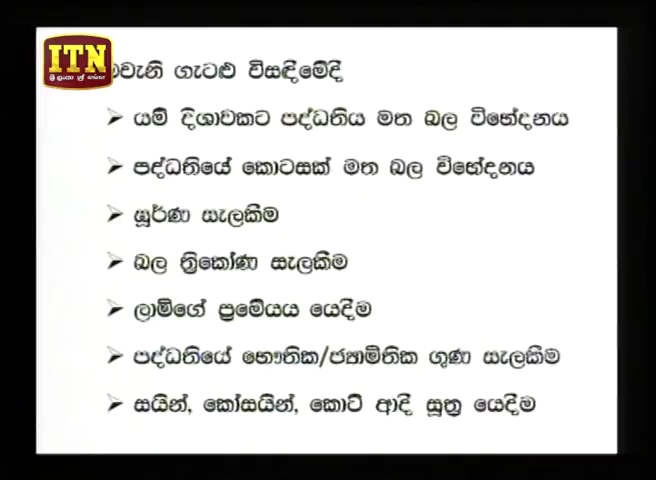 ITN
ශ්‍රී ලංකා ස්වාධීන
මෙවැනි ගැටළු විසඳීමේදී
➢ යම් දිශාවකට පද්ධතිය මත බල විභේදනය
➢ පද්ධතියේ කොටසක් මත බල විභේදනය
➢ ඝූර්ණ සැලකීම
➢ බල ත්‍රිකෝණ සැලකීම
➢ ලාමිගේ ප්‍රමේයය යෙදීම
➢ පද්ධතියේ භෞතික/ජ්‍යාමිතික ගුණ සැලකීම
➢ සයින්, කෝසයින්, කොට් ආදී සූත්‍ර යෙදීම